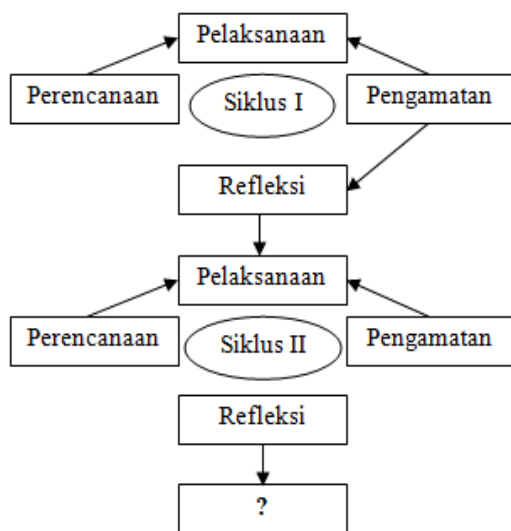 Pelaksanaan
Perencanaan
Siklus I
Pengamatan
Refleksi
Pelaksanaan
Perencanaan
Siklus II
Pengamatan
Refleksi
?